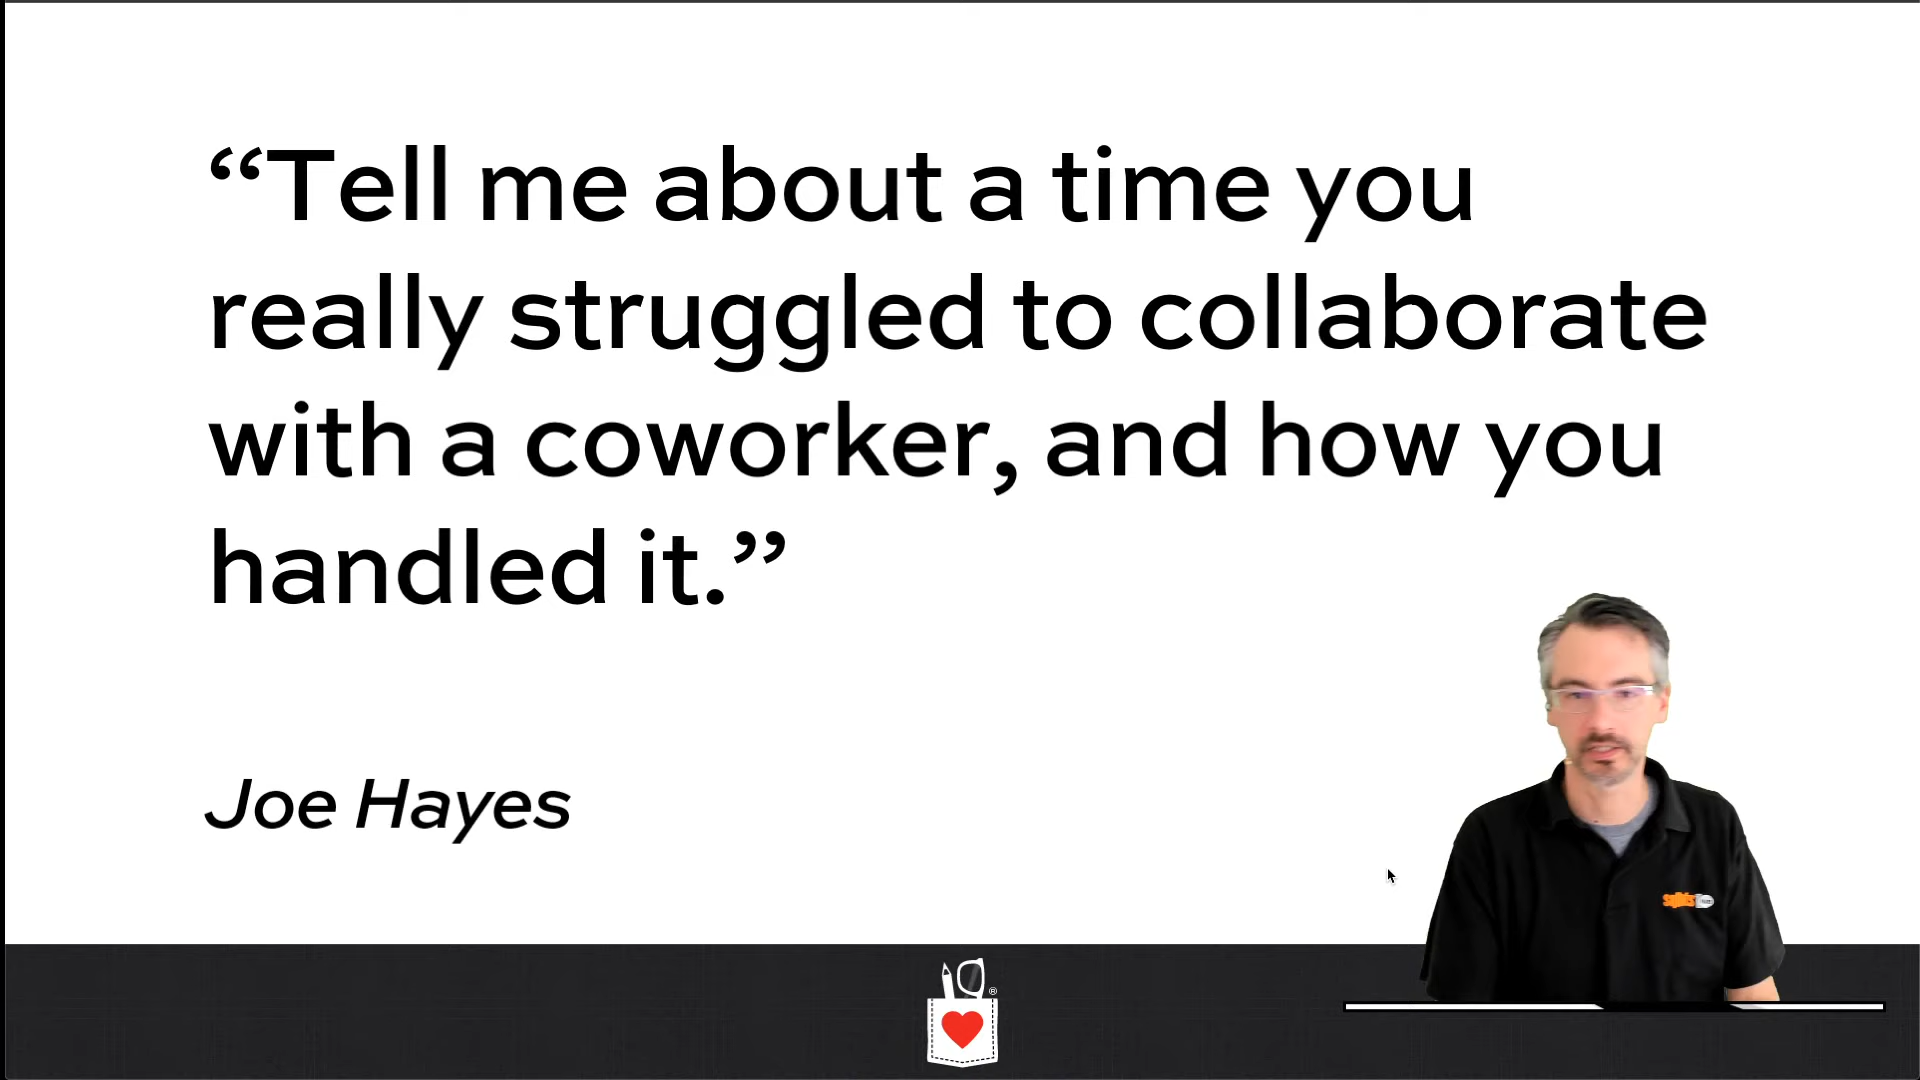 “Tell me about a time you
really struggled to collaborate
with a coworker, and how you
handled it.”
Joe Hayes
®